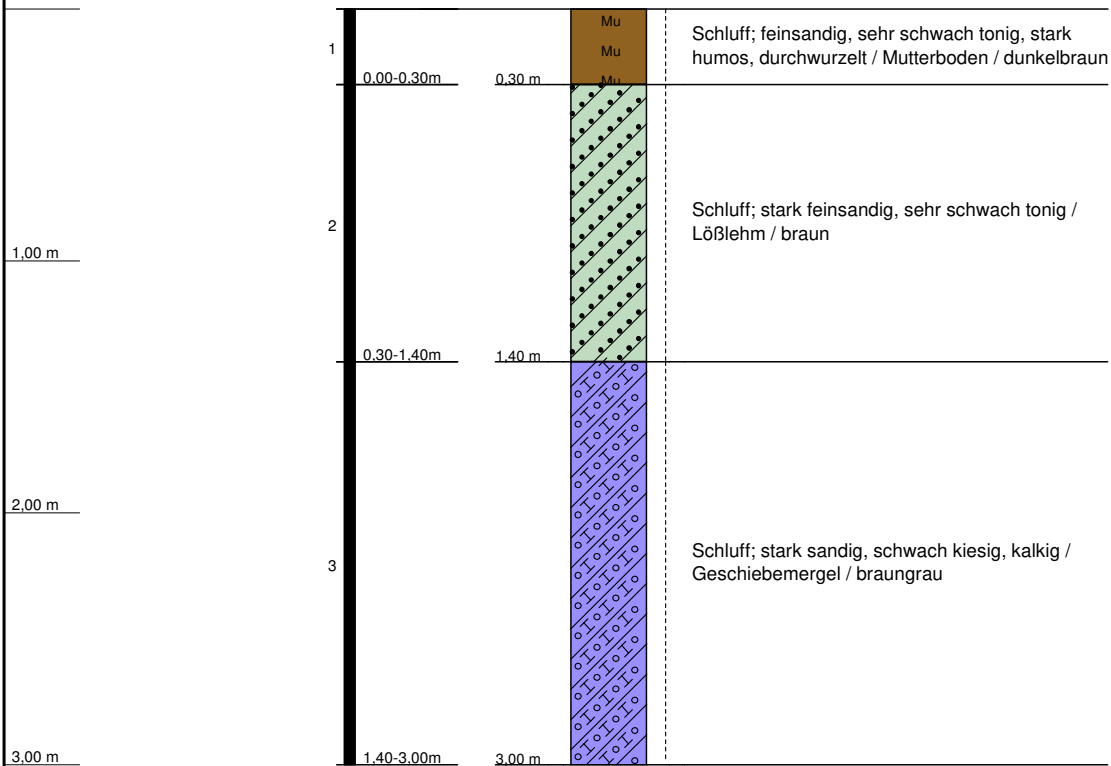 Mu
Mu
Mu
1
0,00-0,30m
0,30 m
Schluff; feinsandig, sehr schwach tonig, stark
humos, durchwurzelt / Mutterboden / dunkelbraun
2
Schluff; stark feinsandig, sehr schwach tonig /
Lößlehm / braun
1,00 m
0,30-1,40m
1,40 m
2,00 m
3
Schluff; stark sandig, schwach kiesig, kalkig /
Geschiebemergel / braungrau
3,00 m
1,40-3,00m
3,00 m